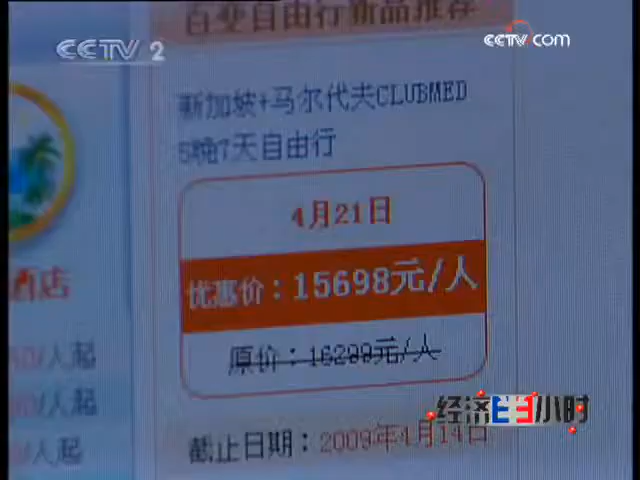 百变自由行新品推荐
CCTV 2
CCTV.com
新加坡+马尔代夫CLUBMED
5晚7天自由行
4月21日
优惠价:15698元/人
酒店
原价:16299元/人
/人起
/人起
/人起
经济半小时
截止日期:2009年4月14日